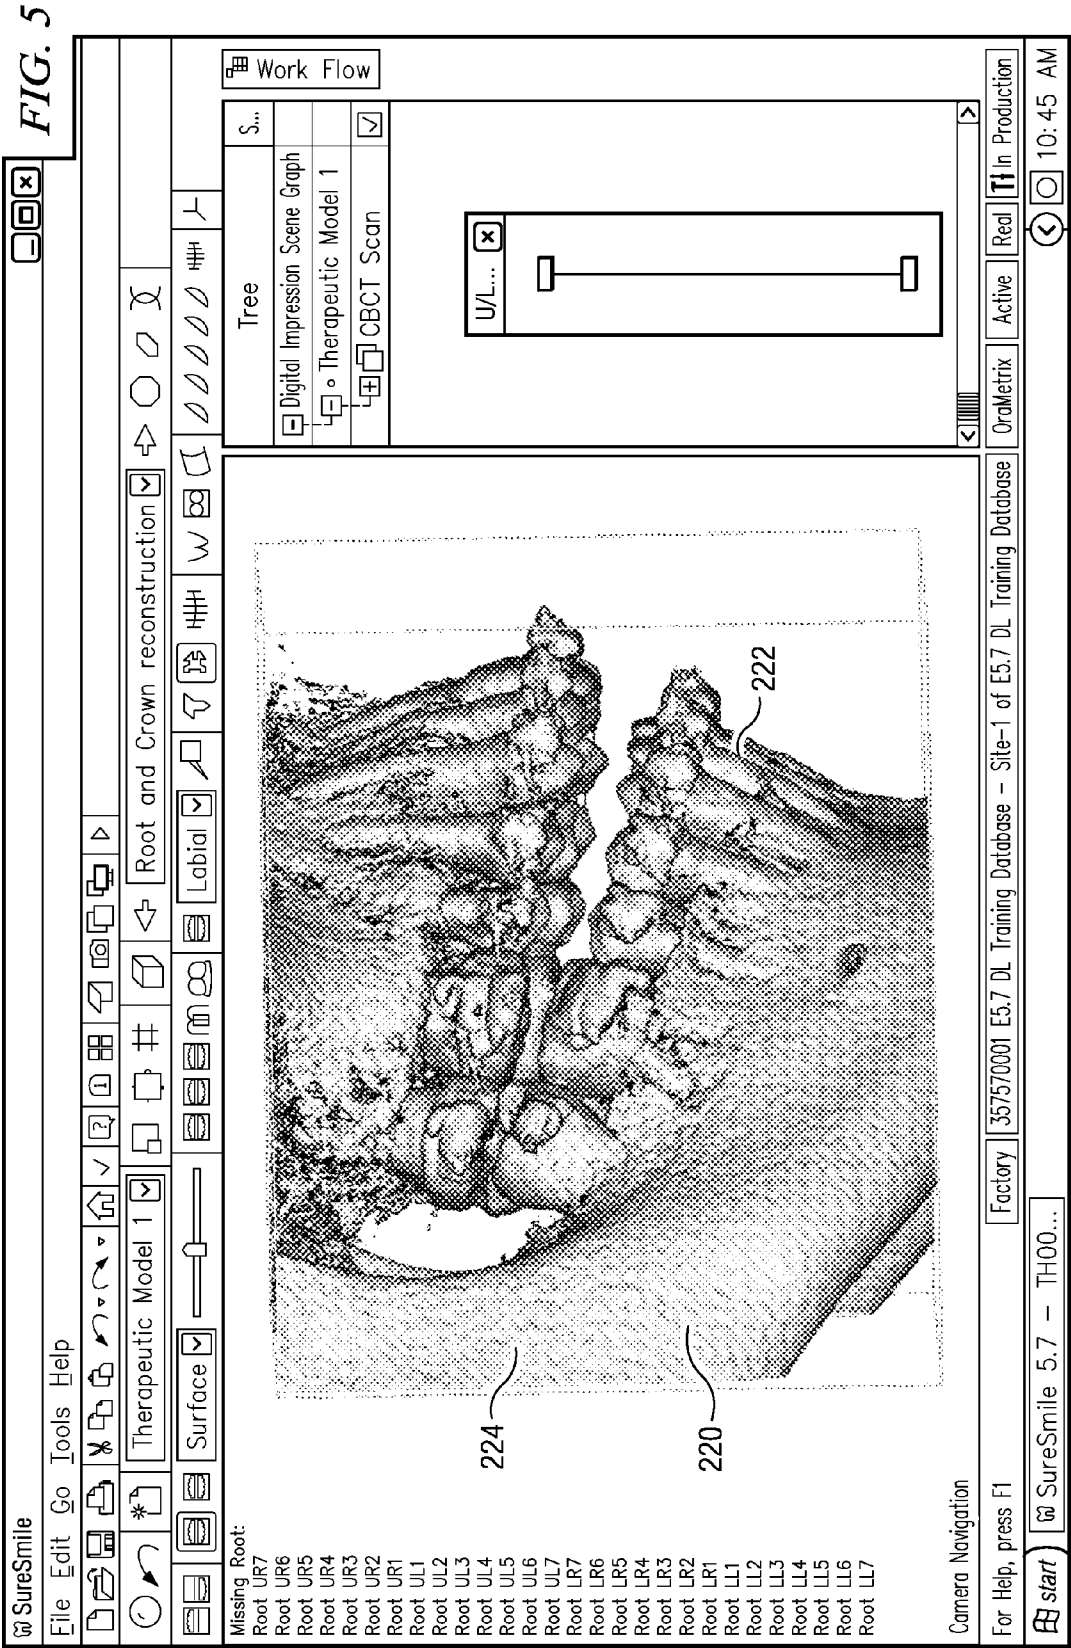 FIG. 5
SureSmile
File Edit Go Tools Help
Therapeutic Model 1
Root and Crown reconstruction
Surface
Labial
Missing Root:
Root UR7
Root UR6
Root UR5
Root UR4
Root UR3
Root UR2
Root UR1
Root UL1
Root UL2
Root UL3
Root UL4
Root UL5
Root UL6
Root UL7
Root LR7
Root LR6
Root LR5
Root LR4
Root LR3
Root LR2
Root LR1
Root LL1
Root LL2
Root LL3
Root LL4
Root LL5
Root LL6
Root LL7
Camera Navigation
224
220
222
Tree S...
Digital Impression Scene Graph
Therapeutic Model 1
CBCT Scan
U/L...
Work Flow
For Help, press F1 Factory 357570001 E5.7 DL Training Database - Site-1 of E5.7 DL Training Database OraMetrix Active Real In Production
start SureSmile 5.7 - TH00... 10:45 AM